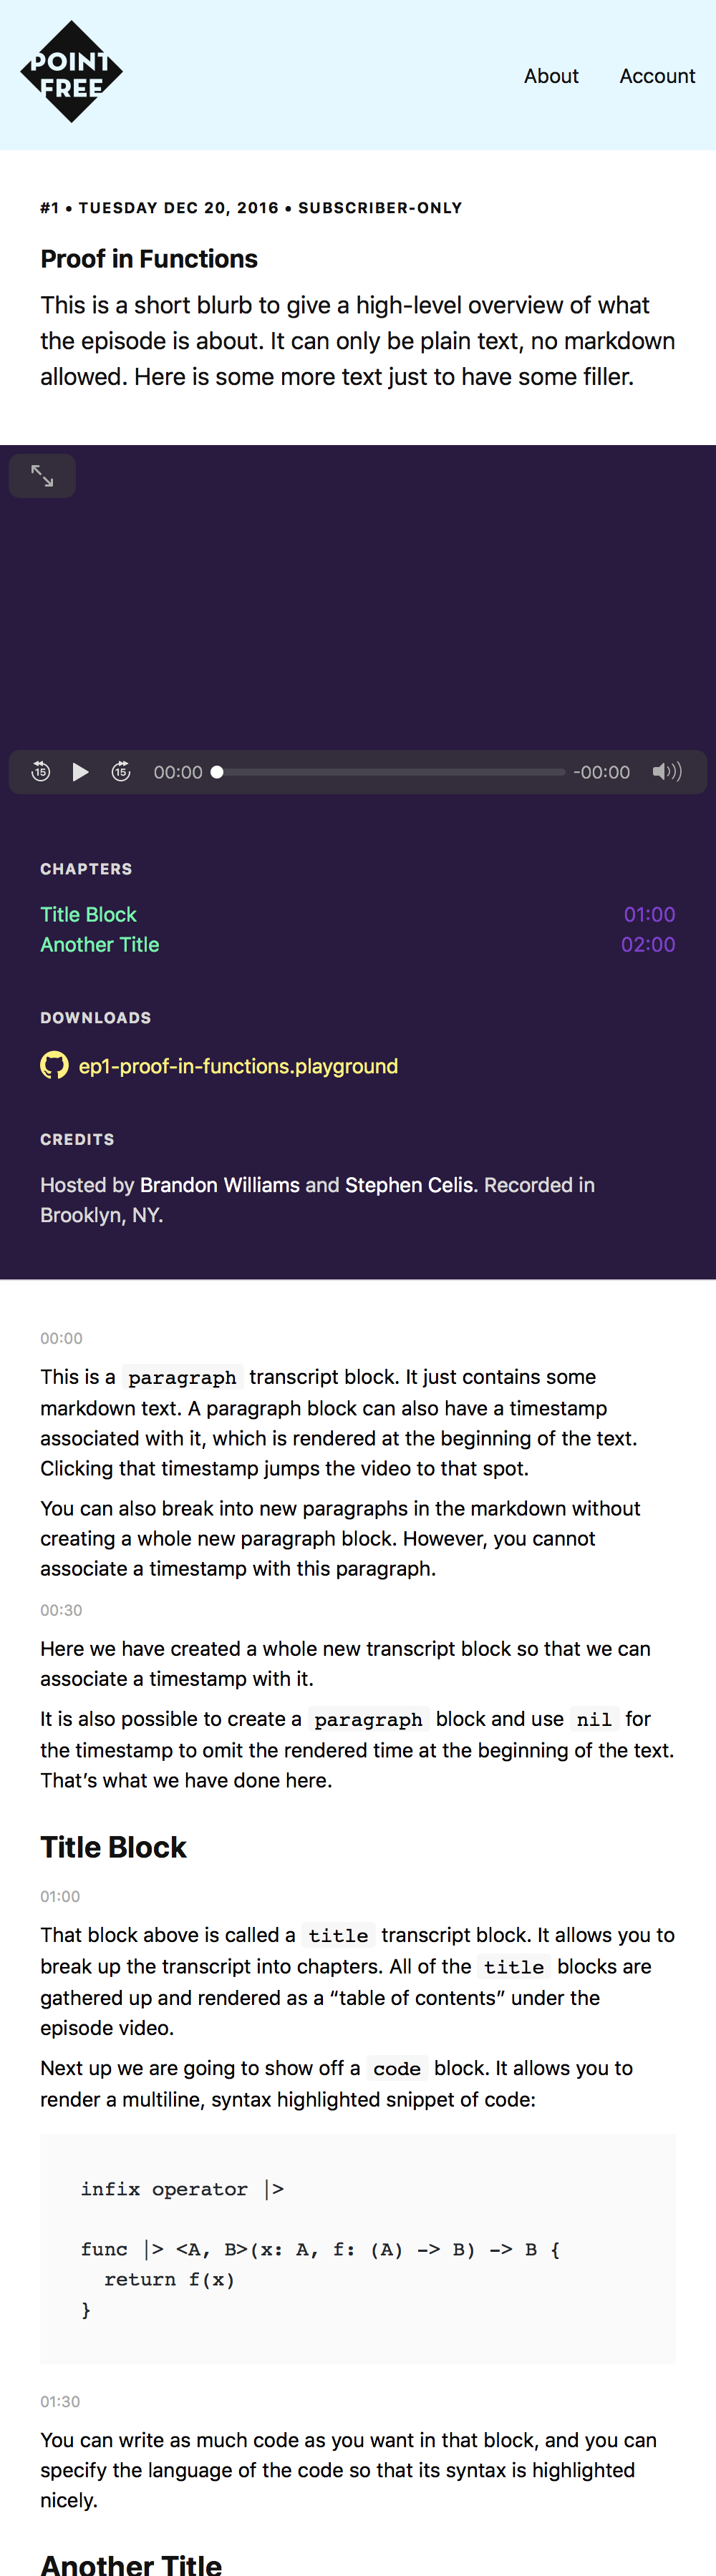 POINT
FREE
About Account
#1 • TUESDAY DEC 20, 2016 • SUBSCRIBER-ONLY
Proof in Functions
This is a short blurb to give a high-level overview of what
the episode is about. It can only be plain text, no markdown
allowed. Here is some more text just to have some filler.
15 15 00:00 -00:00
CHAPTERS
Title Block 01:00
Another Title 02:00
DOWNLOADS
ep1-proof-in-functions.playground
CREDITS
Hosted by Brandon Williams and Stephen Celis. Recorded in
Brooklyn, NY.
00:00
This is a paragraph transcript block. It just contains some
markdown text. A paragraph block can also have a timestamp
associated with it, which is rendered at the beginning of the text.
Clicking that timestamp jumps the video to that spot.
You can also break into new paragraphs in the markdown without
creating a whole new paragraph block. However, you cannot
associate a timestamp with this paragraph.
00:30
Here we have created a whole new transcript block so that we can
associate a timestamp with it.
It is also possible to create a paragraph block and use nil for
the timestamp to omit the rendered time at the beginning of the text.
That’s what we have done here.
Title Block
01:00
That block above is called a title transcript block. It allows you to
break up the transcript into chapters. All of the title blocks are
gathered up and rendered as a “table of contents” under the
episode video.
Next up we are going to show off a code block. It allows you to
render a multiline, syntax highlighted snippet of code:
infix operator |>
func |> <A, B>(x: A, f: (A) -> B) -> B {
  return f(x)
}
01:30
You can write as much code as you want in that block, and you can
specify the language of the code so that its syntax is highlighted
nicely.
Another Title